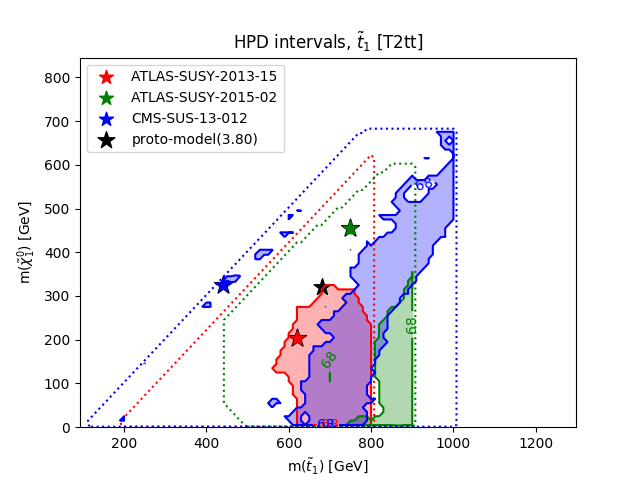 HPD intervals, t̃₁ [T2tt]
ATLAS-SUSY-2013-15
ATLAS-SUSY-2015-02
CMS-SUS-13-012
proto-model(3.80)
m(χ̃⁰₁) [GeV]
800
700
600
500
400
300
200
100
0
.68
.68
.68
200
400
600
800
1000
1200
m(t̃₁) [GeV]